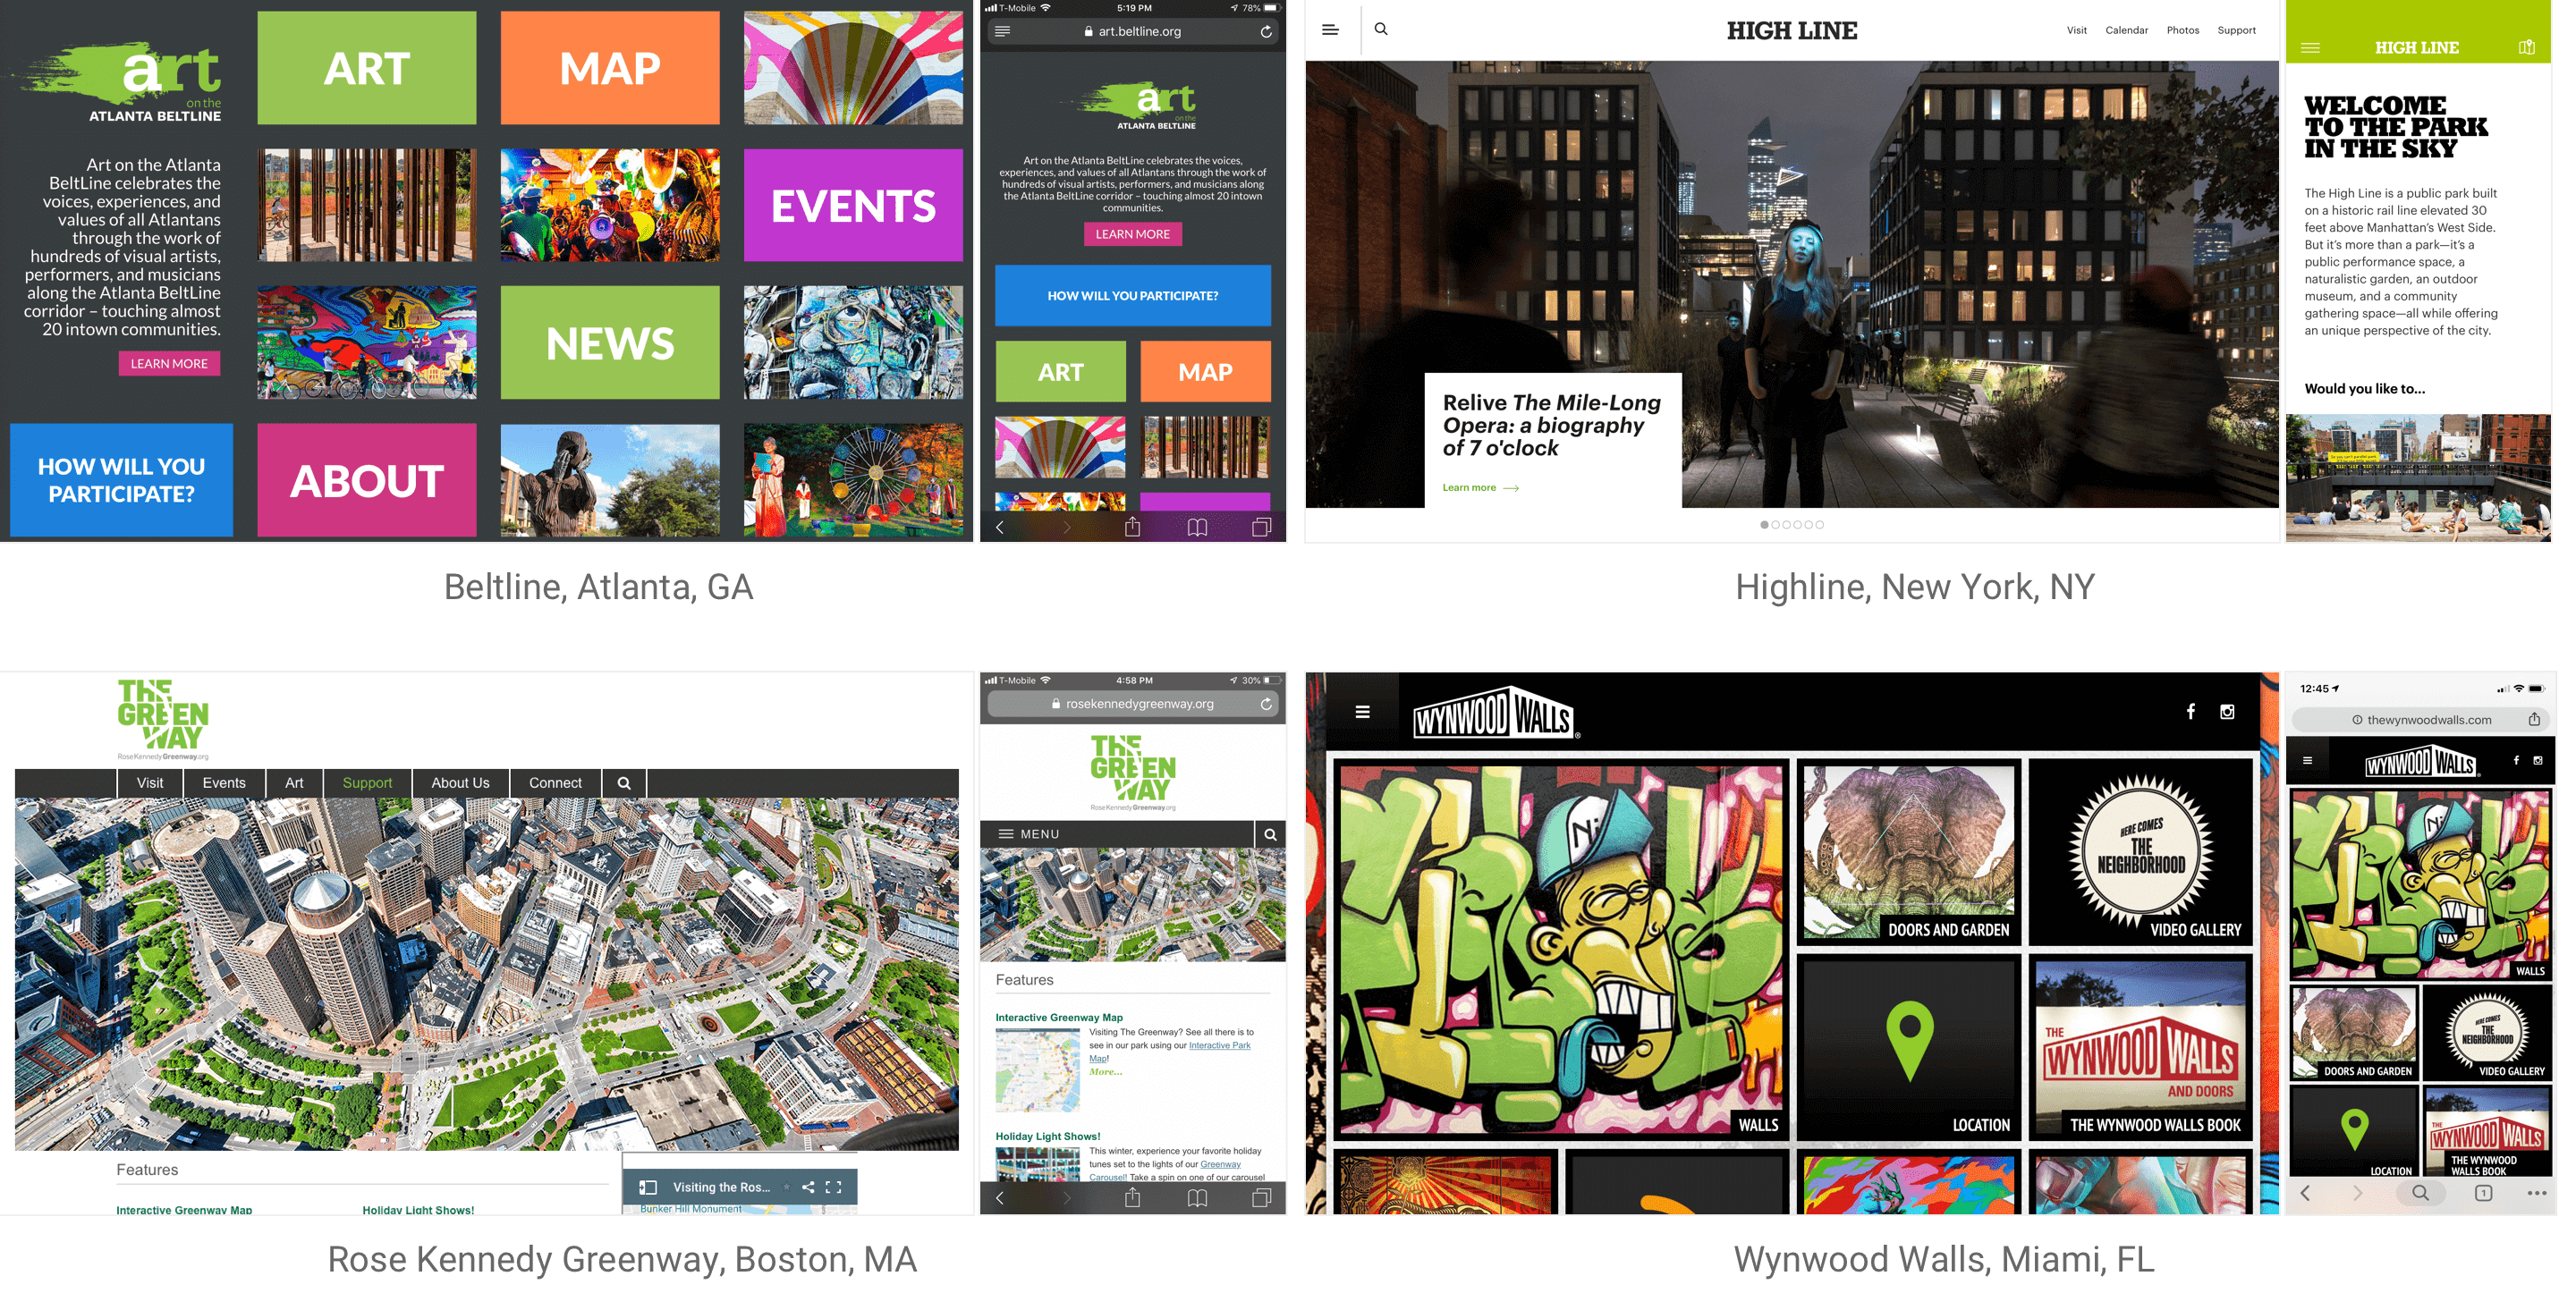 art
on the
ATLANTA BELTLINE
Art on the Atlanta
BeltLine celebrates the
voices, experiences, and
values of all Atlantans
through the work of
hundreds of visual artists,
performers, and musicians
along the Atlanta BeltLine
corridor – touching almost
20 intown communities.
LEARN MORE
HOW WILL YOU
PARTICIPATE?
ART
MAP
EVENTS
NEWS
ABOUT
T-Mobile
5:19 PM
78%
art.beltline.org
art
on the
ATLANTA BELTLINE
Art on the Atlanta BeltLine celebrates the voices,
experiences, and values of all Atlantans through the work of
hundreds of visual artists, performers, and musicians along
the Atlanta BeltLine corridor – touching almost 20 intown
communities.
LEARN MORE
HOW WILL YOU PARTICIPATE?
ART
MAP
Beltline, Atlanta, GA
HIGH LINE
Visit
Calendar
Photos
Support
Relive The Mile-Long
Opera: a biography
of 7 o'clock
Learn more
HIGH LINE
WELCOME
TO THE PARK
IN THE SKY
The High Line is a public park built
on a historic rail line elevated 30
feet above Manhattan's West Side.
But it's more than a park—it's a
public performance space, a
naturalistic garden, an outdoor
museum, and a community
gathering space—all while offering
an unique perspective of the city.
Would you like to...
Highline, New York, NY
THE
GREEN
WAY
RoseKennedyGreenway.org
Visit
Events
Art
Support
About Us
Connect
Features
Interactive Greenway Map
Holiday Light Shows!
Visiting the Ros...
Bunker Hill Monument
T-Mobile
4:58 PM
30%
rosekennedygreenway.org
THE
GREEN
WAY
RoseKennedyGreenway.org
MENU
Features
Interactive Greenway Map
Visiting The Greenway? See all there is to
see in our park using our Interactive Park
Map!
More...
Holiday Light Shows!
This winter, experience your favorite holiday
tunes set to the lights of our Greenway
Carousel! Take a spin on one of our carousel
Rose Kennedy Greenway, Boston, MA
WYNWOOD WALLS
WALLS
DOORS AND GARDEN
HERE COMES
THE
NEIGHBORHOOD
VIDEO GALLERY
LOCATION
THE
WYNWOOD WALLS
AND DOORS
THE WYNWOOD WALLS BOOK
12:45
thewynwoodwalls.com
WYNWOOD WALLS
WALLS
DOORS AND GARDEN
HERE COMES
THE
NEIGHBORHOOD
VIDEO GALLERY
LOCATION
WYNWOOD WALLS
THE WYNWOOD
WALLS BOOK
1
Wynwood Walls, Miami, FL